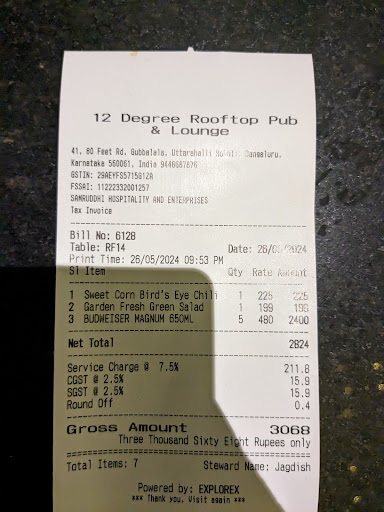 12 Degree Rooftop Pub
& Lounge
41, 80 Feet Rd, Gubbalala, Uttarahalli Bengaluru,
Karnataka 560061, India 9448687876
GSTIN: 29AEYFS5715G1ZA
FSSAI: 11222332001257
SAMRUDDHI HOSPITALITY AND ENTERPRISES
Tax Invoice
Bill No: 6128
Table: RF14 Date: 26/05/2024
Print Time: 26/05/2024 09:53 PM
Sl Item Qty Rate Amount
1 Sweet Corn Bird's Eye Chili 1 225 225
2 Garden Fresh Green Salad 1 199 199
3 BUDWEISER MAGNUM 650ML 5 480 2400
Net Total 2824
Service Charge @ 7.5% 211.8
CGST @ 2.5% 15.9
SGST @ 2.5% 15.9
Round Off 0.4
Gross Amount 3068
Three Thousand Sixty Eight Rupees only
Total Items: 7 Steward Name: Jagdish
Powered by: EXPLOREX
*** Thank you. Visit again ***